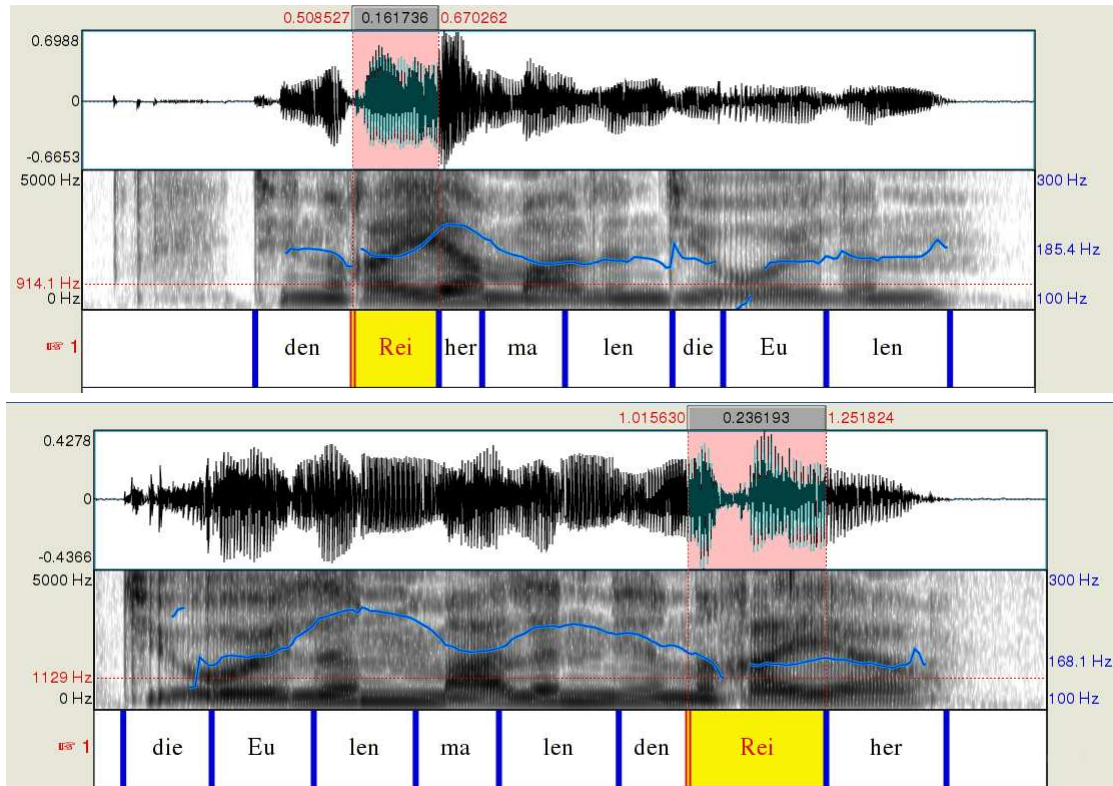 0.508527 0.161736 0.670262
0.6988
0
-0.6653
5000 Hz 300 Hz
185.4 Hz
914.1 Hz
0 Hz 100 Hz
☞ 1 den Rei her ma len die Eu len
1.015630 0.236193 1.251824
0.4278
0
-0.4366
5000 Hz 300 Hz
168.1 Hz
1129 Hz
0 Hz 100 Hz
☞ 1 die Eu len ma len den Rei her